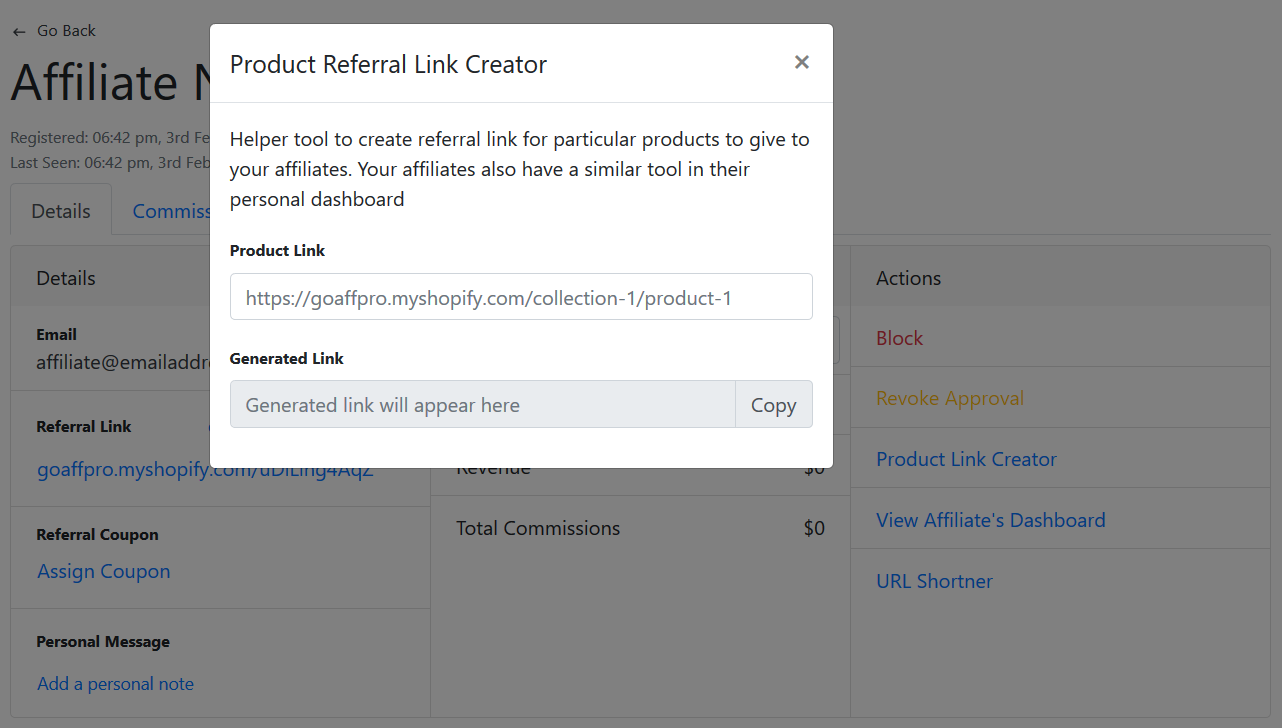 ← Go Back
Affiliate
Registered: 06:42 pm, 3rd
Last Seen: 06:42 pm, 3rd Feb
Details
Product Referral Link Creator
×
Helper tool to create referral link for particular products to give to
your affiliates. Your affiliates also have a similar tool in their
personal dashboard
Product Link
https://goaffpro.myshopify.com/collection-1/product-1
Generated Link
Generated link will appear here
Copy
Details
Email
Referral Link
goaffpro.myshopify.com/
Referral Coupon
Assign Coupon
Personal Message
Add a personal note
Revenue
$0
Total Commissions
$0
Actions
Block
Revoke Approval
Product Link Creator
View Affiliate's Dashboard
URL Shortner